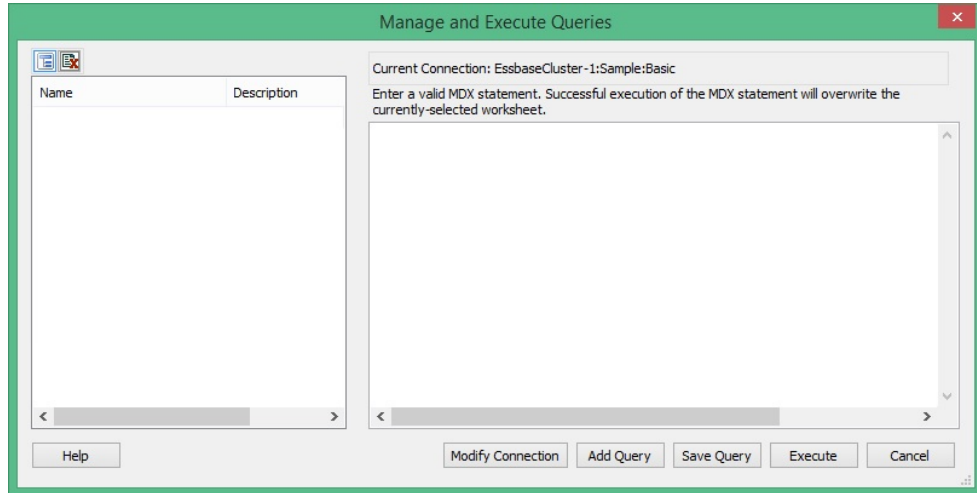 Manage and Execute Queries
Name
Description
Current Connection: EssbaseCluster-1:Sample:Basic
Enter a valid MDX statement. Successful execution of the MDX statement will overwrite the
currently-selected worksheet.
Help
Modify Connection
Add Query
Save Query
Execute
Cancel